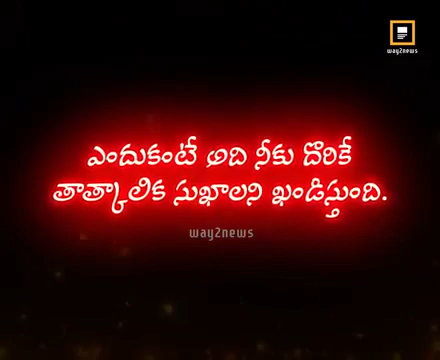 way2news
ఎందుకంటే అది నీకు దొరికే
తాత్కాలిక సుఖాలని ఖండిస్తుంది.
way2news